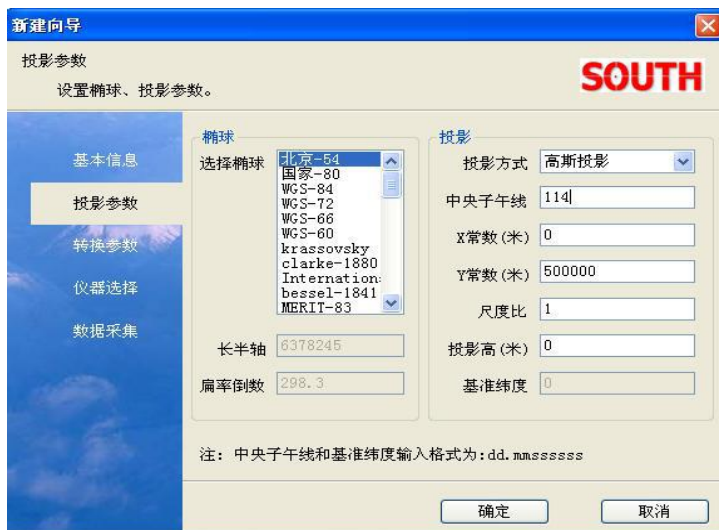 新建向导
投影参数
设置椭球、投影参数。
SOUTH
基本信息
投影参数
转换参数
仪器选择
数据采集
椭球
选择椭球
北京-54
国家-80
WGS-84
WGS-72
WGS-66
WGS-60
krassovsky
clarke-1880
Internation
bessel-1841
MERIT-83
长半轴 6378245
扁率倒数 298.3
投影
投影方式 高斯投影
中央子午线 114
X常数(米) 0
Y常数(米) 500000
尺度比 1
投影高(米) 0
基准纬度 0
注: 中央子午线和基准纬度输入格式为:dd.mmssssss
确定 取消